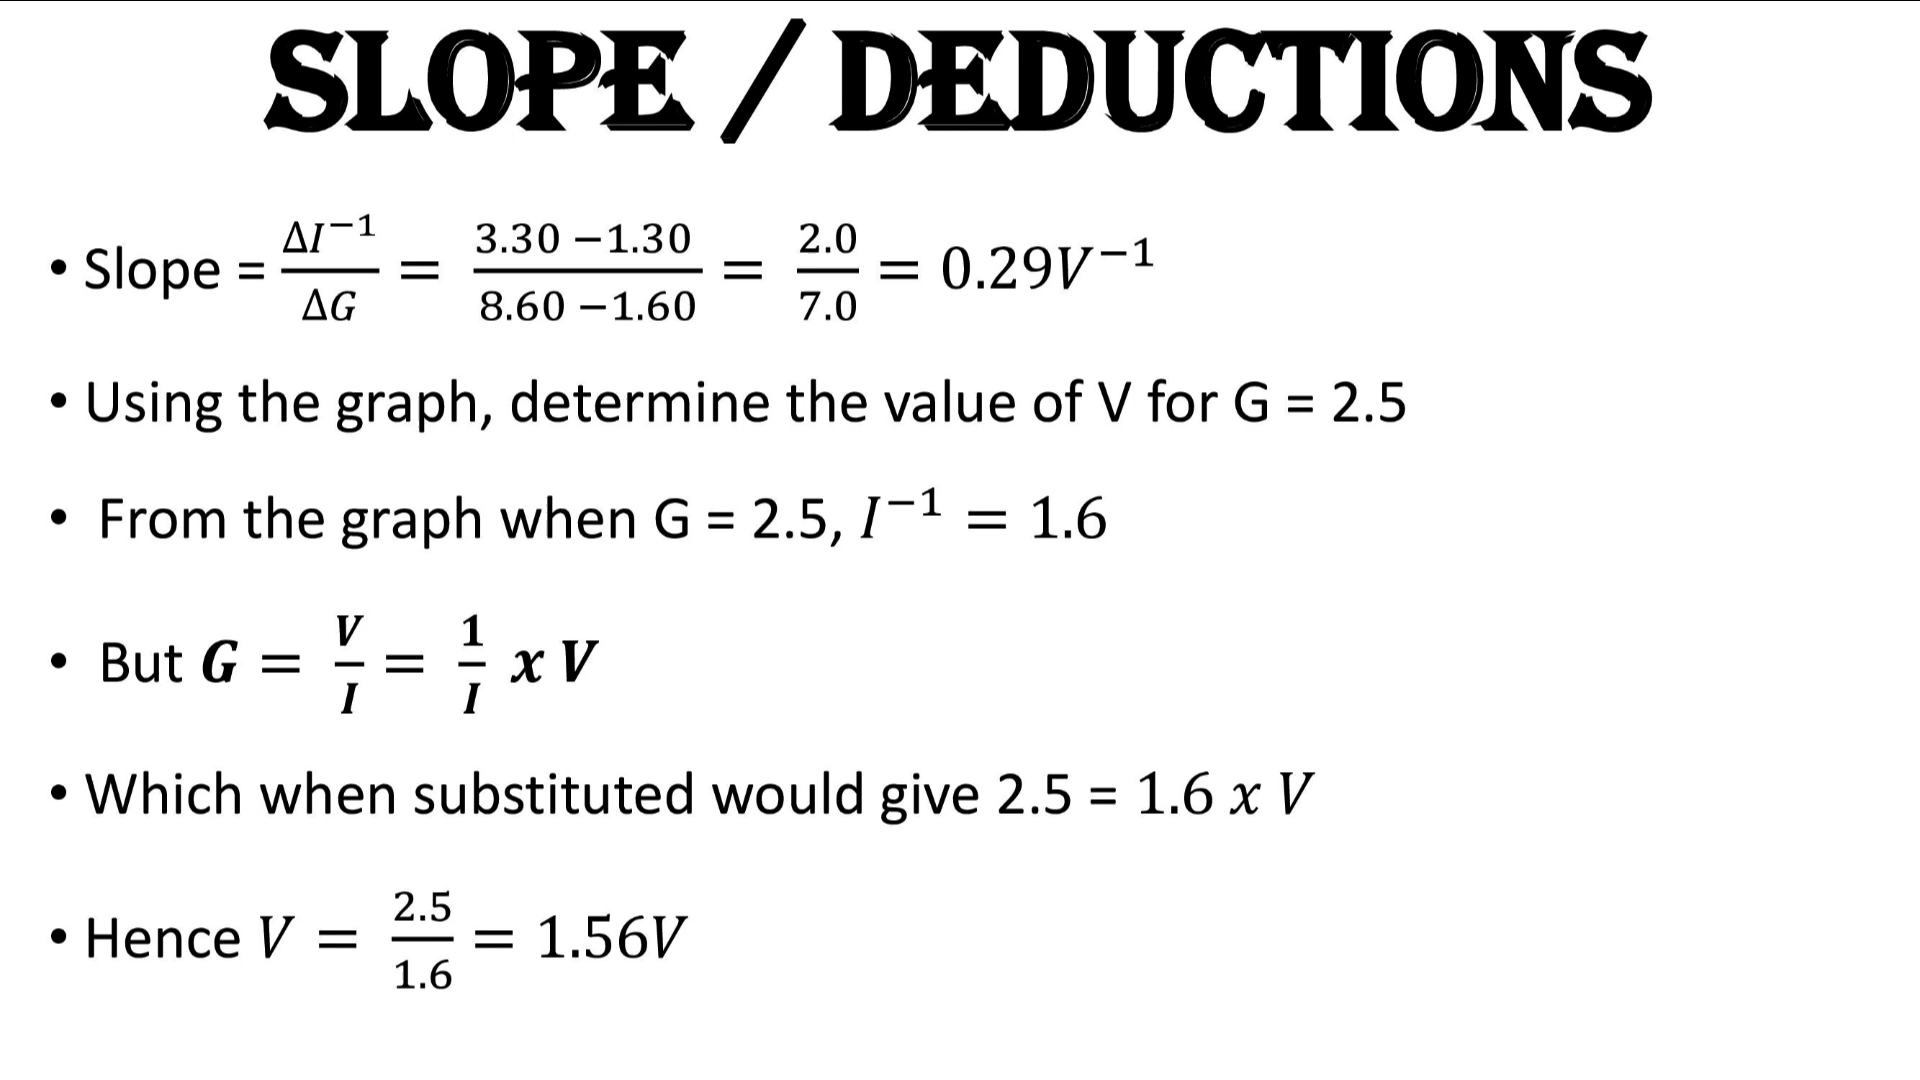 SLOPE / DEDUCTIONS
• Slope = ΔI⁻¹/ΔG = (3.30 − 1.30)/(8.60 − 1.60) = 2.0/7.0 = 0.29V⁻¹
• Using the graph, determine the value of V for G = 2.5
• From the graph when G = 2.5, I⁻¹ = 1.6
• But G = V/I = 1/I x V
• Which when substituted would give 2.5 = 1.6 x V
• Hence V = 2.5/1.6 = 1.56V